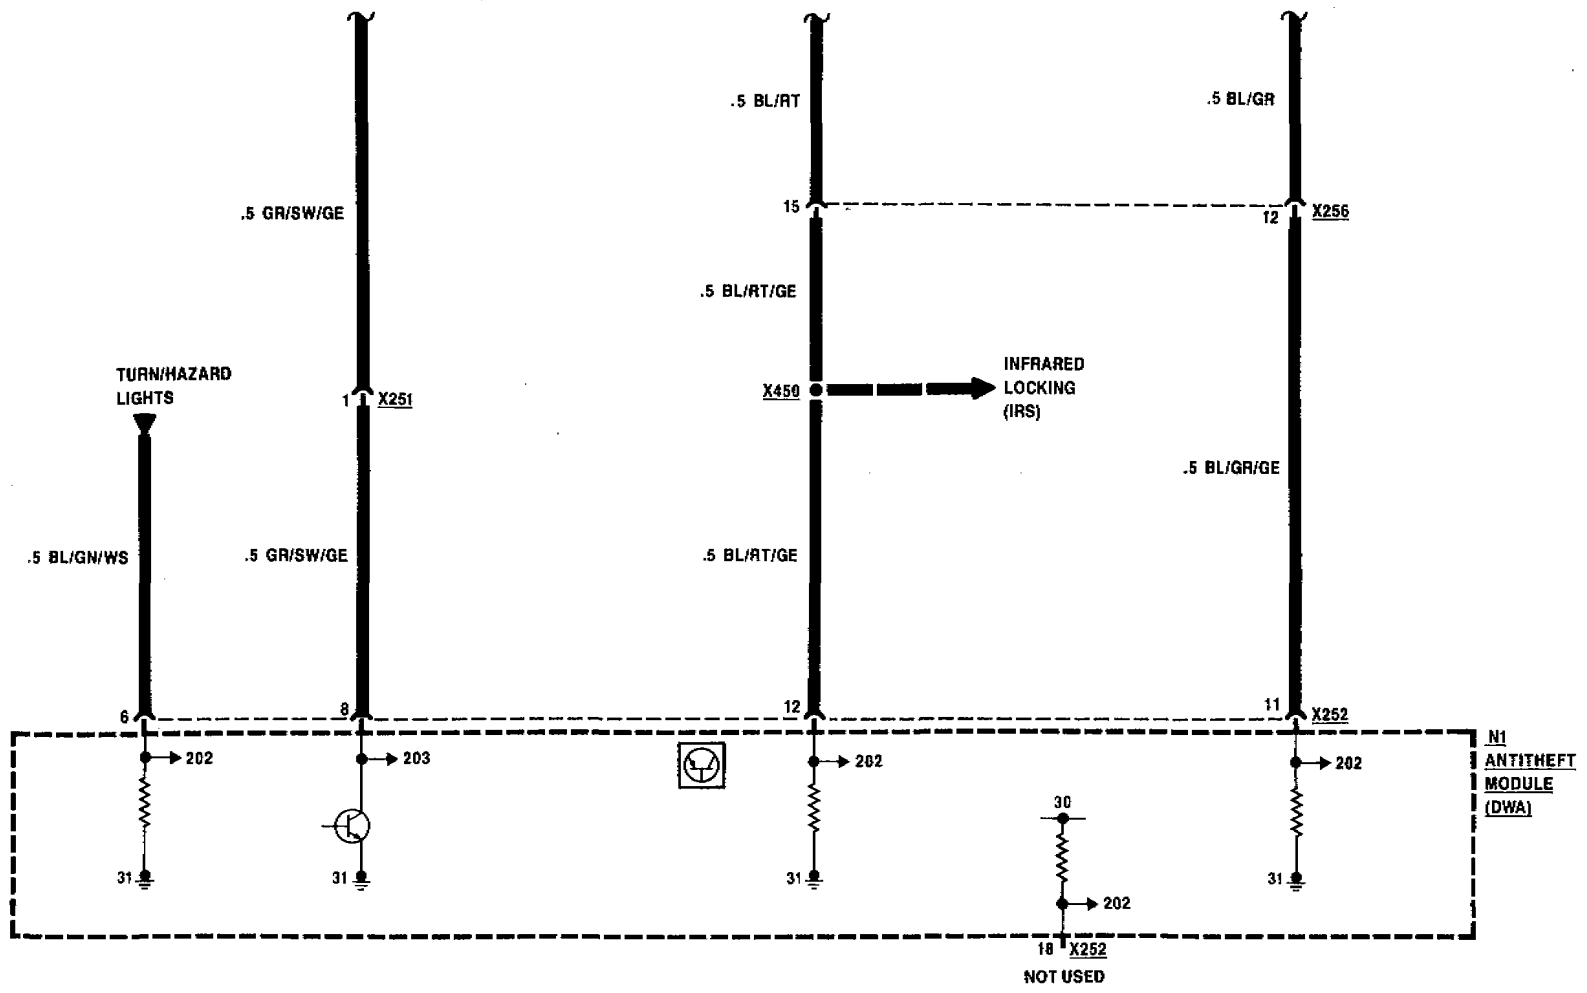 .5 BL/RT
.5 BL/GR
.5 GR/SW/GE
15
12
X256
.5 BL/RT/GE
TURN/HAZARD
LIGHTS
1
X251
X450
INFRARED
LOCKING
(IRS)
.5 BL/GR/GE
.5 BL/GN/WS
.5 GR/SW/GE
.5 BL/RT/GE
6
8
12
11
X252
202
203
202
202
N1
ANTITHEFT
MODULE
(DWA)
30
31
31
31
31
202
18
X252
NOT USED